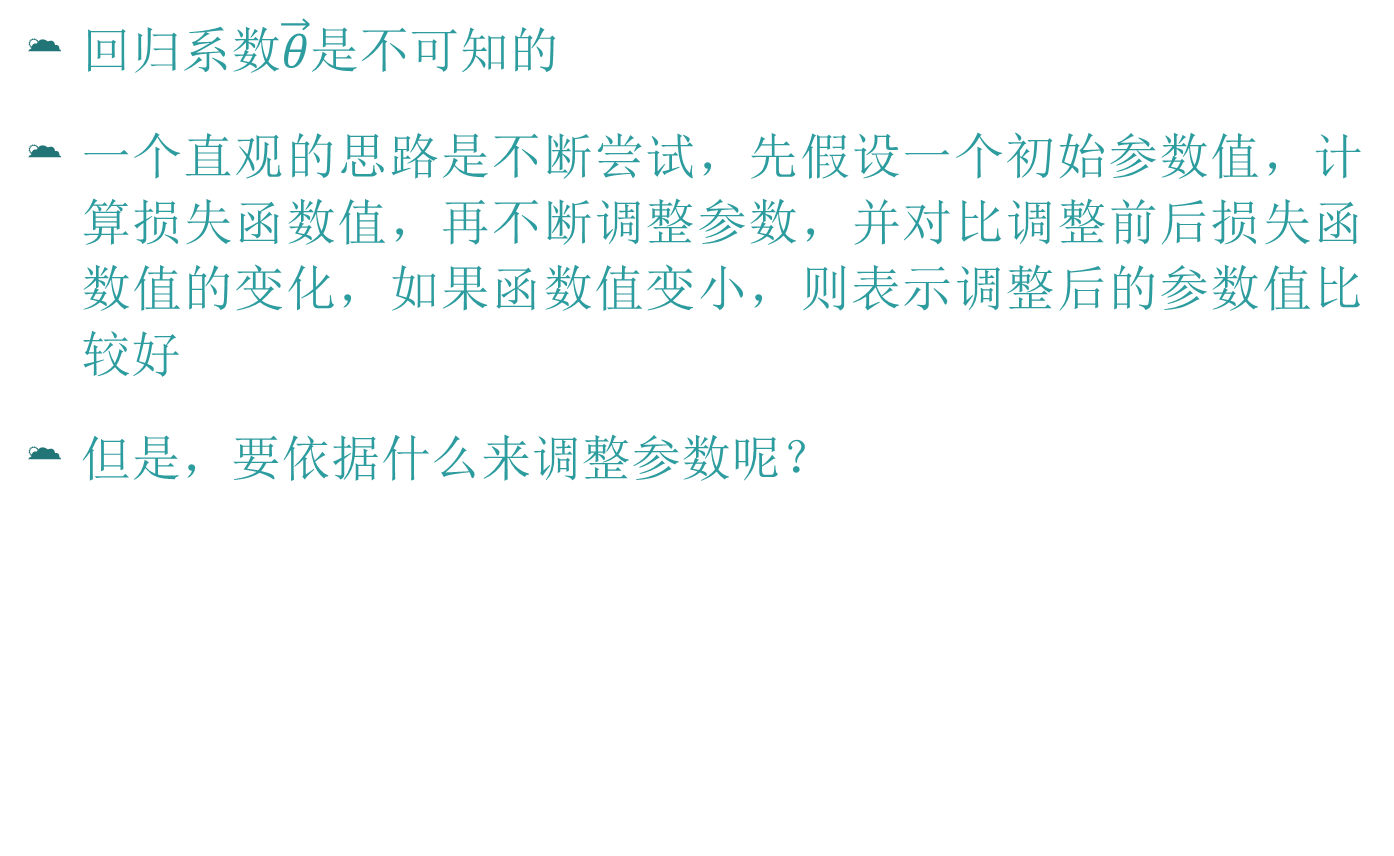 回归系数$\vec{\theta}$是不可知的
一个直观的思路是不断尝试，先假设一个初始参数值，计
算损失函数值，再不断调整参数，并对比调整前后损失函
数值的变化，如果函数值变小，则表示调整后的参数值比
较好
但是，要依据什么来调整参数呢？